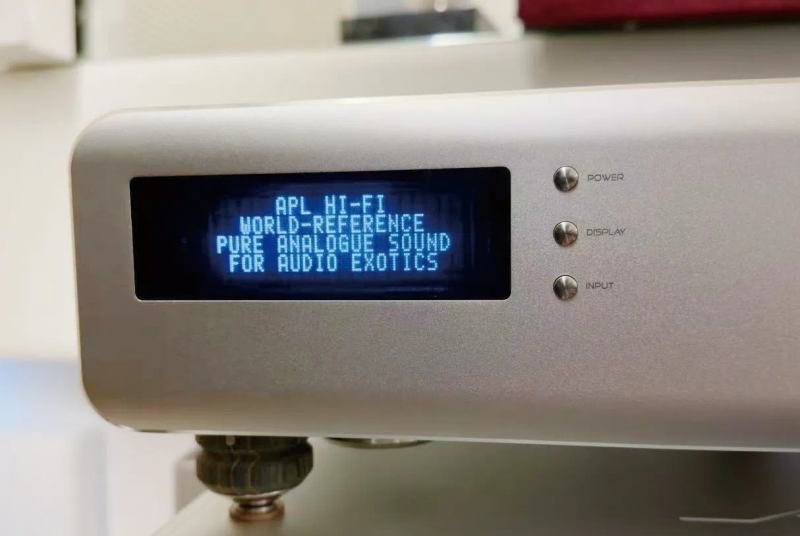 APL HI-FI
WORLD-REFERENCE
PURE ANALOGUE SOUND
FOR AUDIO EXOTICS
POWER
DISPLAY
INPUT